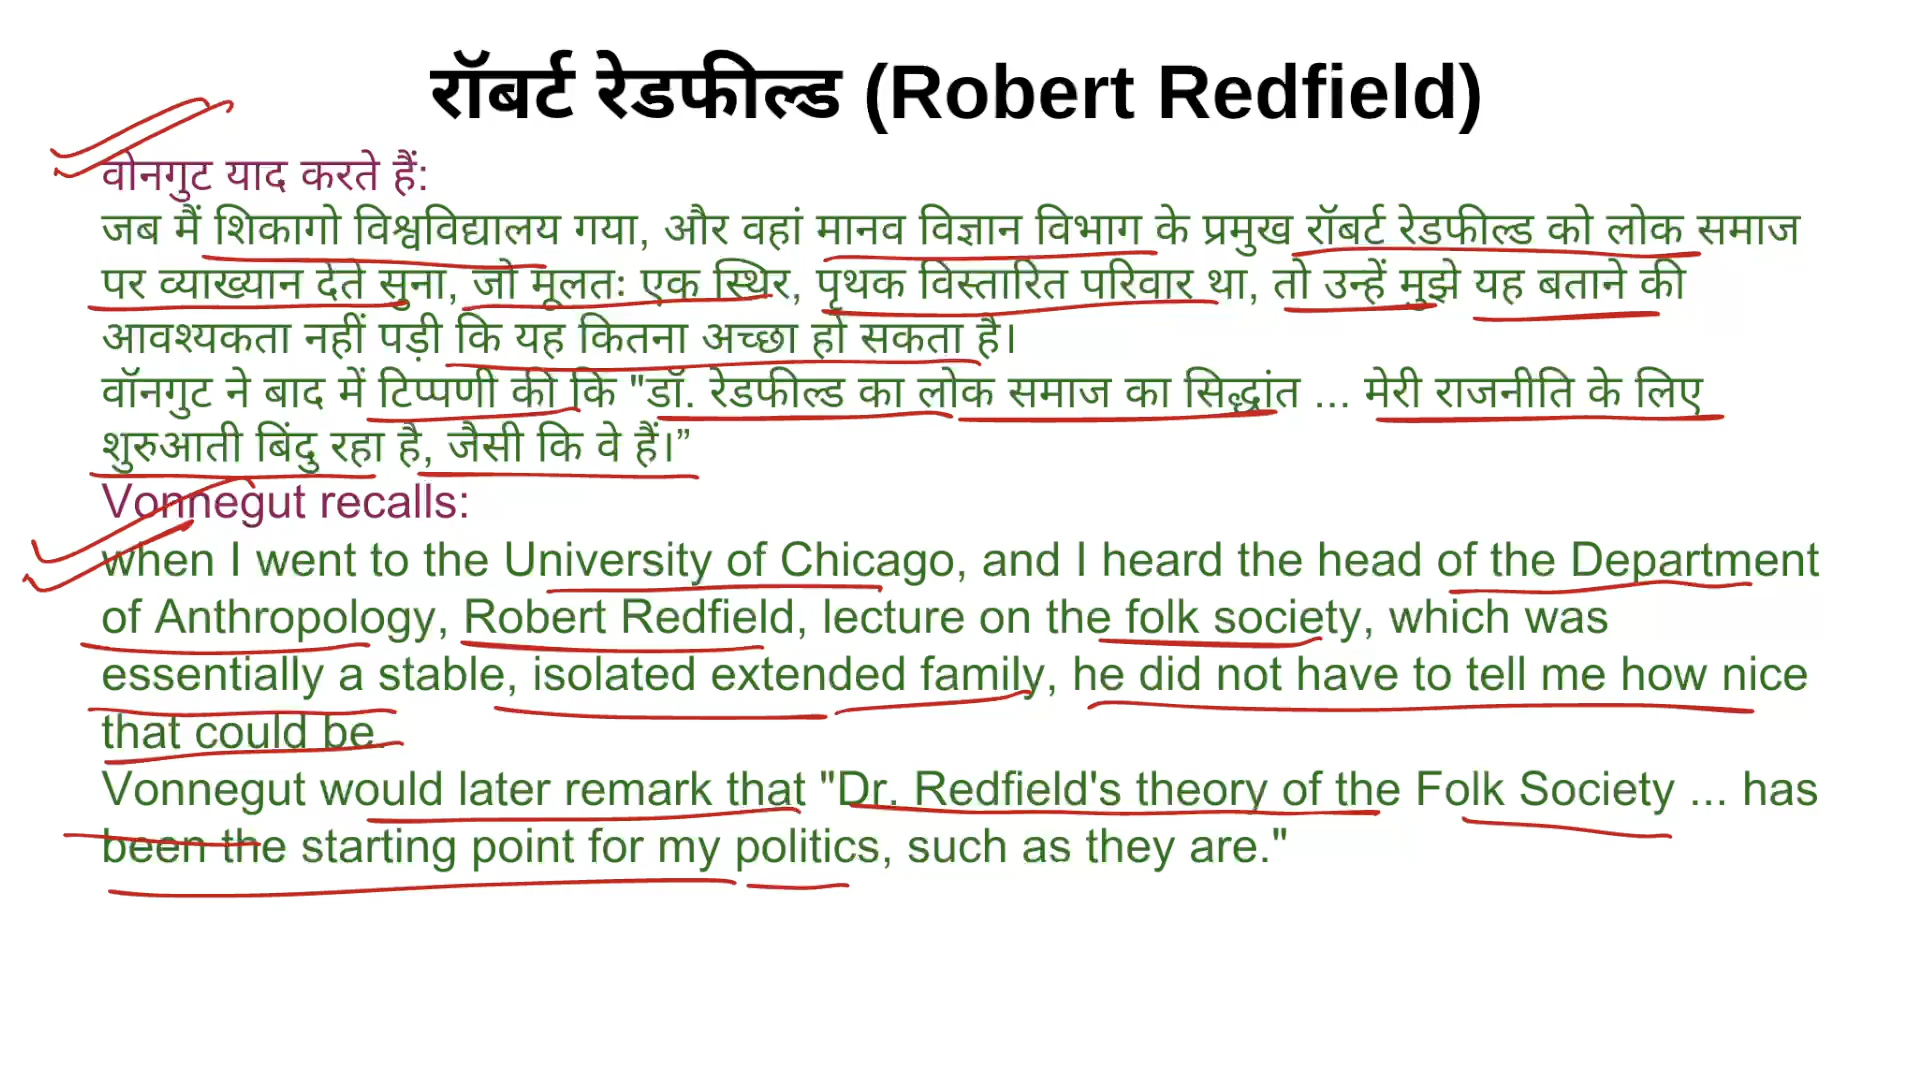 रॉबर्ट रेडफील्ड (Robert Redfield)
वोनगुट याद करते हैं:
जब मैं शिकागो विश्वविद्यालय गया, और वहां मानव विज्ञान विभाग के प्रमुख रॉबर्ट रेडफील्ड को लोक समाज
पर व्याख्यान देते सुना, जो मूलतः एक स्थिर, पृथक विस्तारित परिवार था, तो उन्हें मुझे यह बताने की
आवश्यकता नहीं पड़ी कि यह कितना अच्छा हो सकता है।
वॉनगुट ने बाद में टिप्पणी की कि "डॉ. रेडफील्ड का लोक समाज का सिद्धांत ... मेरी राजनीति के लिए
शुरुआती बिंदु रहा है, जैसी कि वे हैं।”
Vonnegut recalls:
when I went to the University of Chicago, and I heard the head of the Department
of Anthropology, Robert Redfield, lecture on the folk society, which was
essentially a stable, isolated extended family, he did not have to tell me how nice
that could be.
Vonnegut would later remark that "Dr. Redfield's theory of the Folk Society ... has
been the starting point for my politics, such as they are."